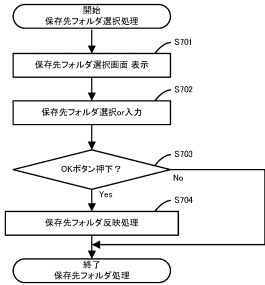 開始
保存先フォルダ選択処理
S701
保存先フォルダ選択画面 表示
S702
保存先フォルダ選択or入力
S703
OKボタン押下？
No
Yes
S704
保存先フォルダ反映処理
終了
保存先フォルダ処理